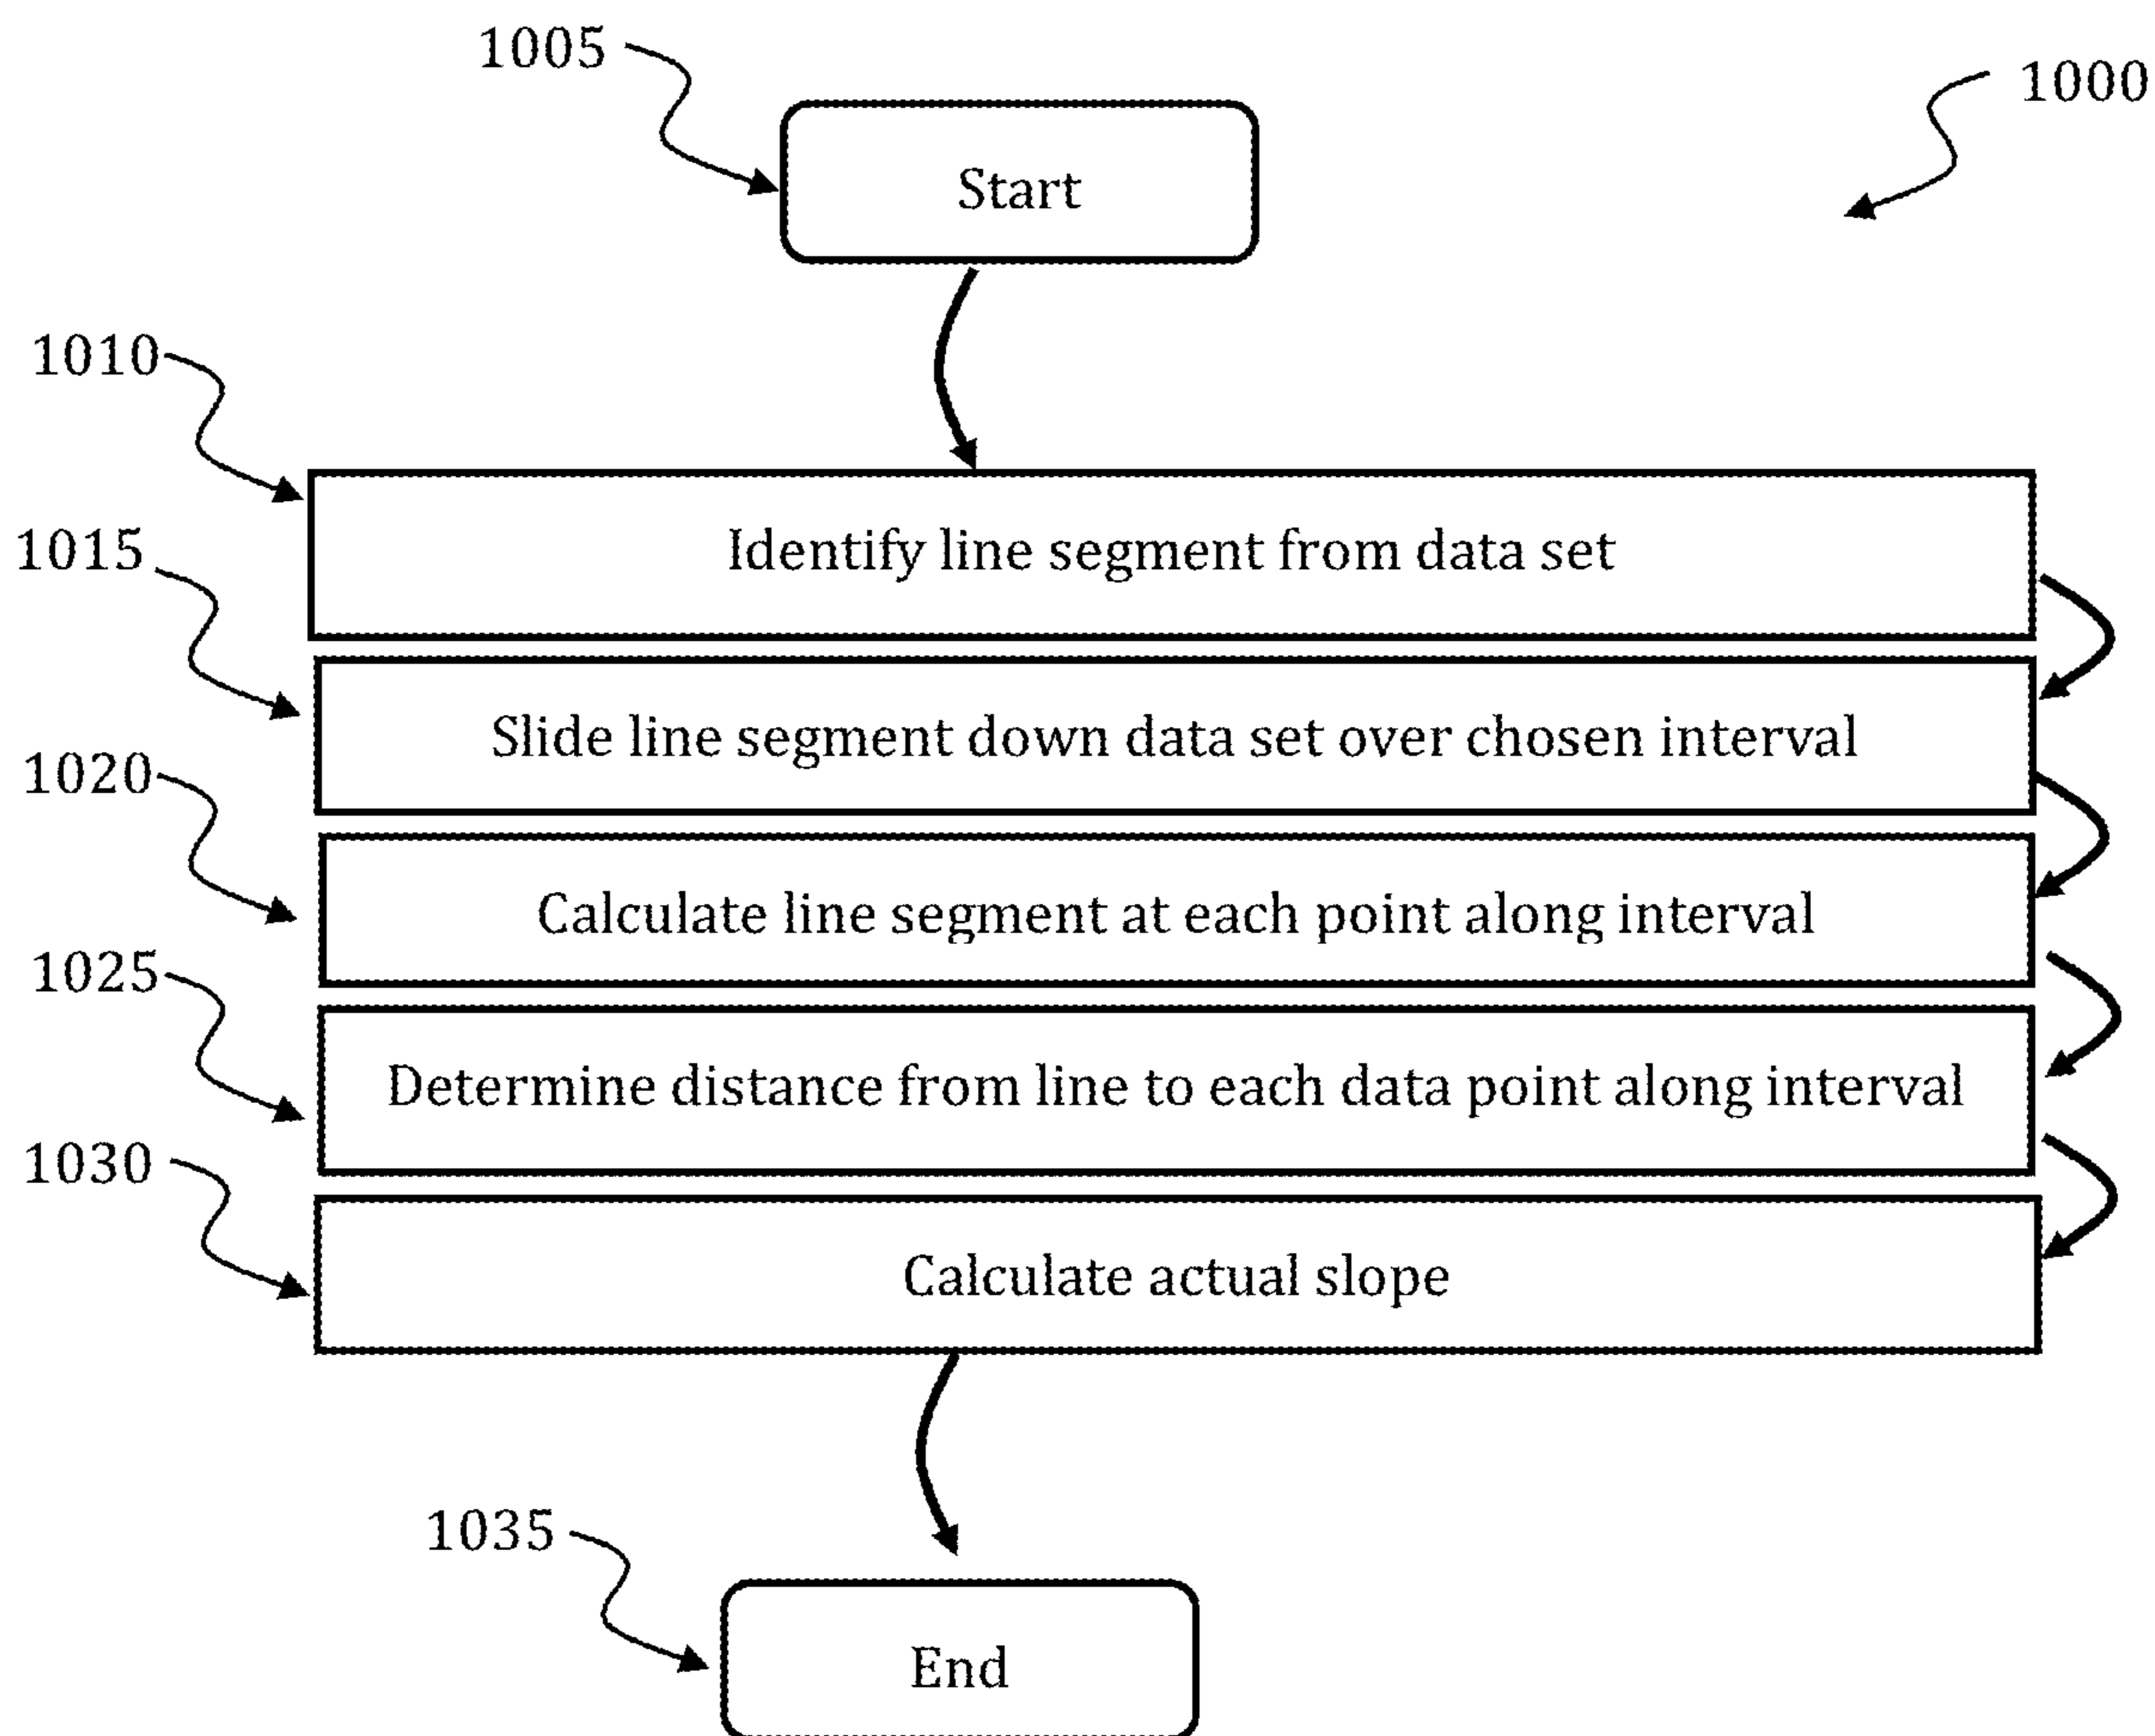 1005
1000
Start
1010
Identify line segment from data set
1015
Slide line segment down data set over chosen interval
1020
Calculate line segment at each point along interval
1025
Determine distance from line to each data point along interval
1030
Calculate actual slope
1035
End